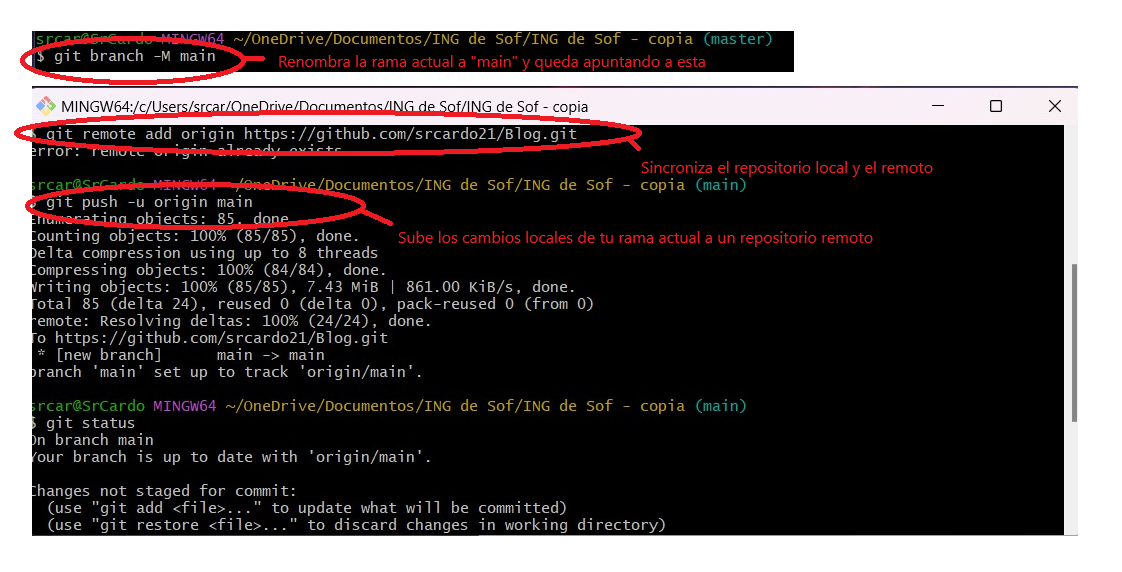 srcar@SrCardo MINGW64 ~/OneDrive/Documentos/ING de Sof/ING de Sof - copia (master)
$ git branch -M main
Renombra la rama actual a "main" y queda apuntando a esta
MINGW64:/c/Users/srcar/OneDrive/Documentos/ING de Sof/ING de Sof - copia
$ git remote add origin https://github.com/srcardo21/Blog.git
error: remote origin already exists.
Sincroniza el repositorio local y el remoto
srcar@SrCardo MINGW64 ~/OneDrive/Documentos/ING de Sof/ING de Sof - copia (main)
$ git push -u origin main
Enumerating objects: 85, done.
Counting objects: 100% (85/85), done.
Sube los cambios locales de tu rama actual a un repositorio remoto
Delta compression using up to 8 threads
Compressing objects: 100% (84/84), done.
Writing objects: 100% (85/85), 7.43 MiB | 861.00 KiB/s, done.
Total 85 (delta 24), reused 0 (delta 0), pack-reused 0 (from 0)
remote: Resolving deltas: 100% (24/24), done.
To https://github.com/srcardo21/Blog.git
* [new branch] main -> main
branch 'main' set up to track 'origin/main'.
srcar@SrCardo MINGW64 ~/OneDrive/Documentos/ING de Sof/ING de Sof - copia (main)
$ git status
On branch main
Your branch is up to date with 'origin/main'.
Changes not staged for commit:
(use "git add <file>..." to update what will be committed)
(use "git restore <file>..." to discard changes in working directory)